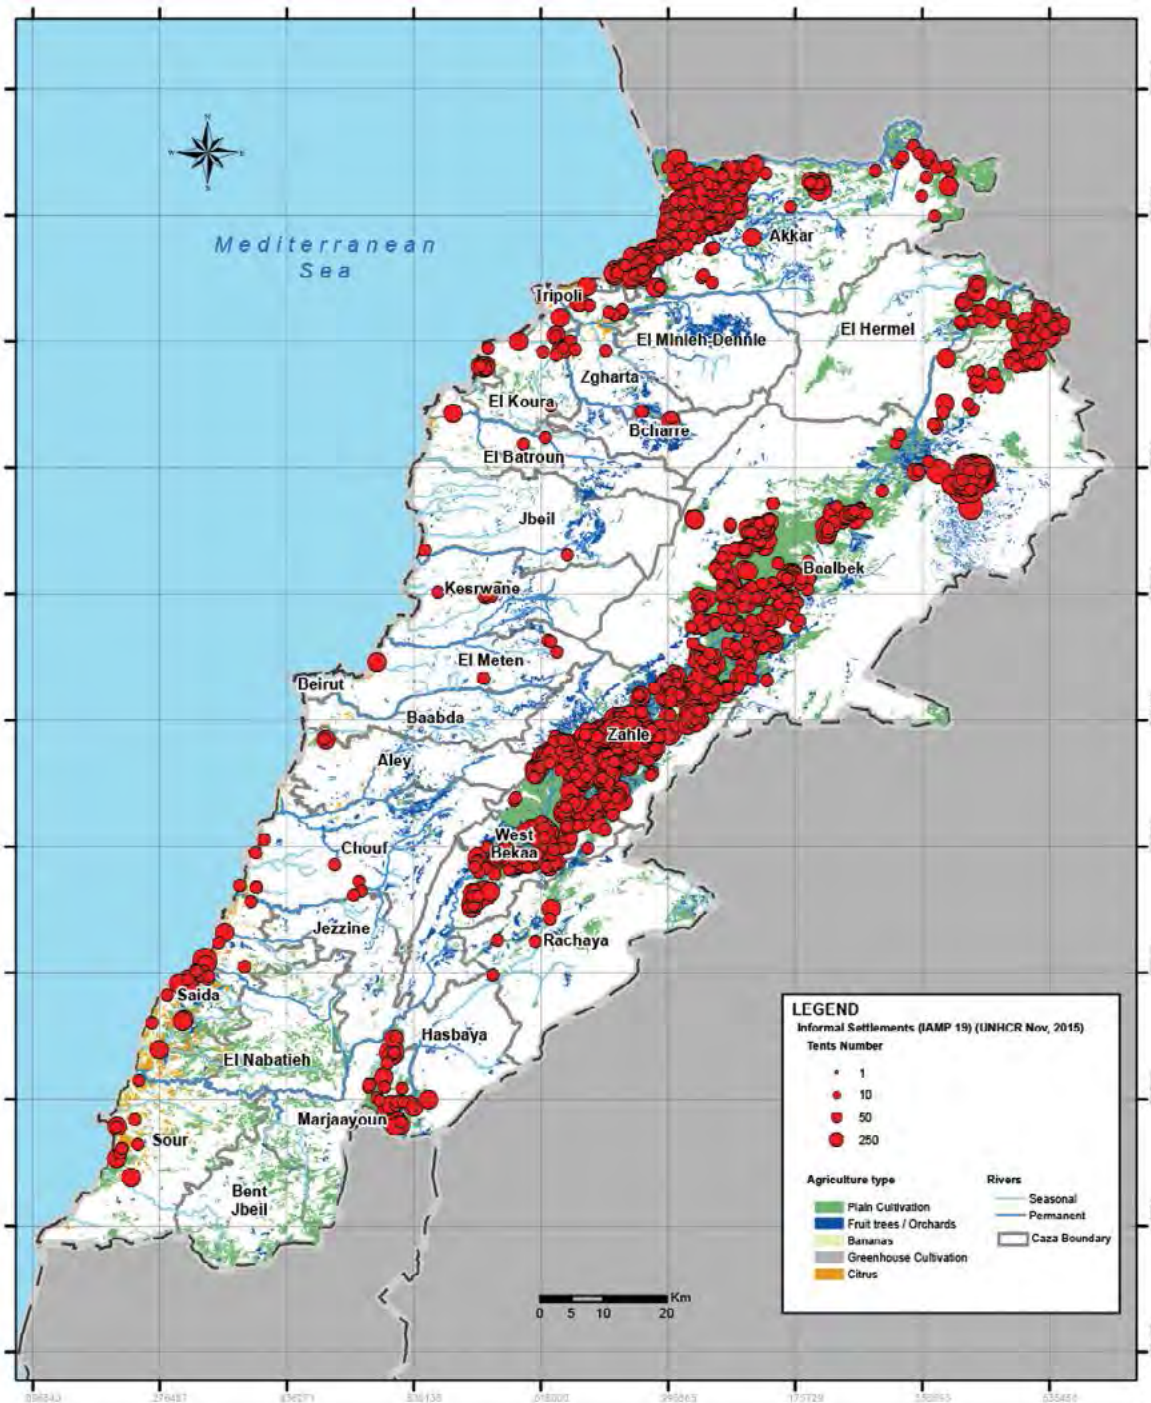 N
W E
S
Mediterranean
Sea
Akkar
Tripoli
El Minieh-Dennie
El Hermel
Zgharta
El Koura
Bcharre
El Batroun
Jbeil
Baalbek
Kesrwane
El Meten
Beirut
Baabda
Zahle
Aley
West
Bekaa
Chouf
Jezzine
Rachaya
Saida
Hasbaya
El Nabatieh
Marjaayoun
Sour
Bent
Jbeil
LEGEND
Informal Settlements (IAMP 19) (UNHCR Nov, 2015)
Tents Number
1
10
50
250
Agriculture type
Plain Cultivation
Fruit trees / Orchards
Bananas
Greenhouse Cultivation
Citrus
Rivers
Seasonal
Permanent
Caza Boundary
Km
0 5 10 20